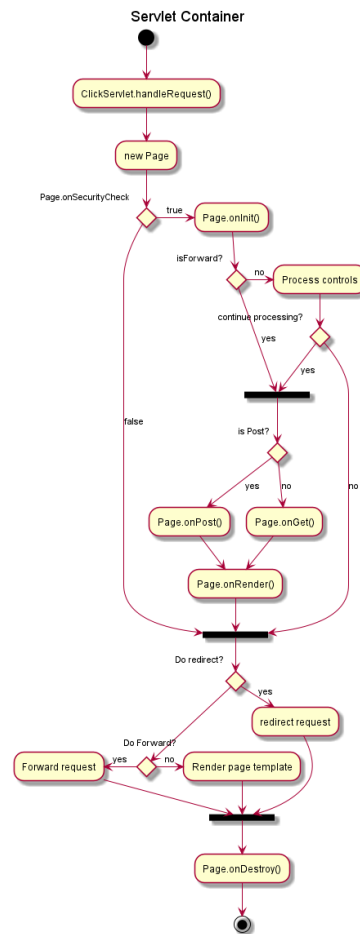 Servlet Container
ClickServlet.handleRequest()
new Page
Page.onSecurityCheck
true
Page.onInit()
isForward?
no
Process controls
continue processing?
yes
yes
false
is Post?
yes
no
no
Page.onPost()
Page.onGet()
Page.onRender()
Do redirect?
yes
redirect request
Do Forward?
yes
no
Forward request
Render page template
Page.onDestroy()